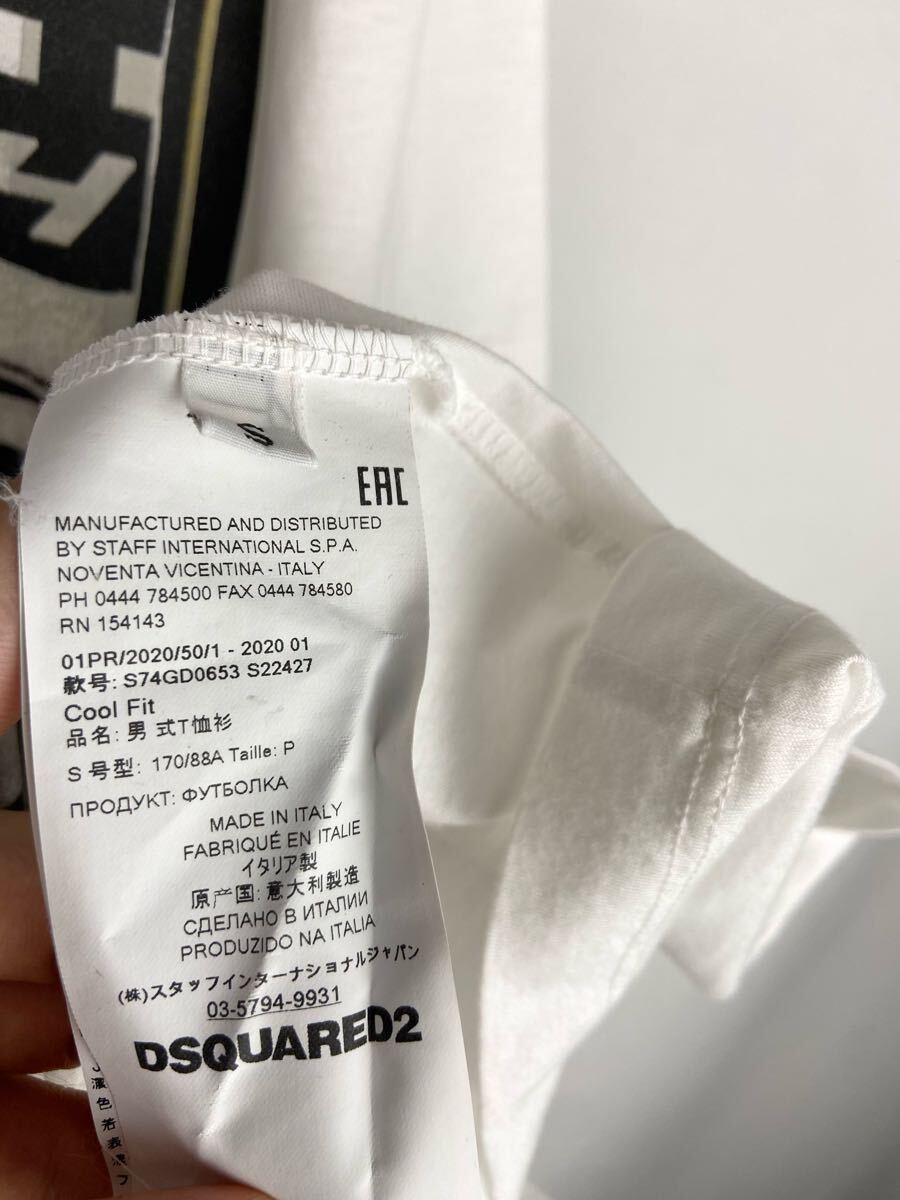 S
EAC
MANUFACTURED AND DISTRIBUTED
BY STAFF INTERNATIONAL S.P.A.
NOVENTA VICENTINA - ITALY
PH 0444 784500 FAX 0444 784580
RN 154143
01PR/2020/50/1 - 2020 01
款号: S74GD0653 S22427
Cool Fit
品名: 男 式T恤衫
S 号型: 170/88A Taille: P
ПРОДУКТ: ФУТБОЛКА
MADE IN ITALY
FABRIQUÉ EN ITALIE
イタリア製
原产国: 意大利製造
СДЕЛАНО В ИТАЛИИ
PRODUZIDO NA ITALIA
(株)スタッフインターナショナルジャパン
03-5794-9931
DSQUARED2
濃色若